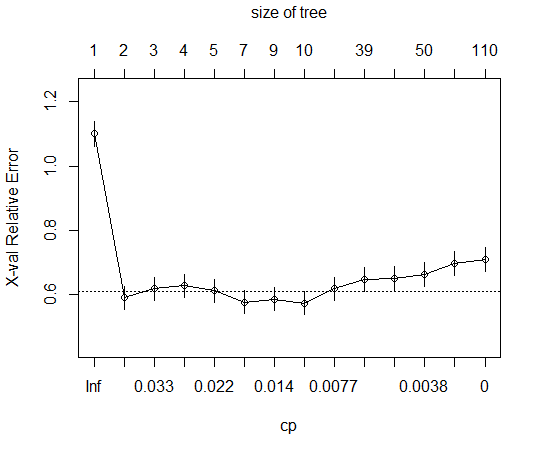 size of tree
1 2 3 4 5 7 9 10 39 50 110
X-val Relative Error
1.2
1.0
0.8
0.6
Inf 0.033 0.022 0.014 0.0077 0.0038 0
cp